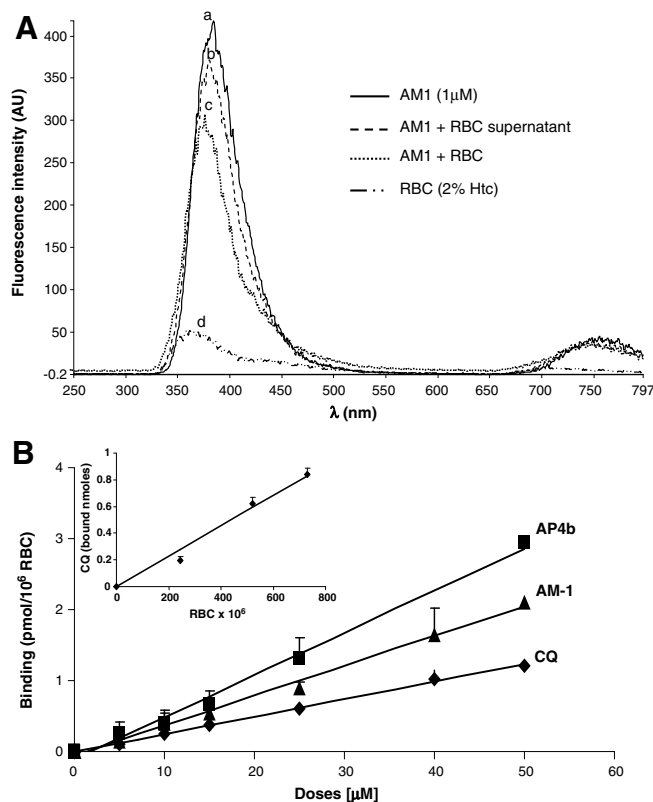 A
a
b
c
d
Fluorescence intensity (AU)
400
350
300
250
200
150
100
50
-0.2
AM1 (1μM)
AM1 + RBC supernatant
AM1 + RBC
RBC (2% Htc)
250 300 350 400 450 500 550 600 650 700 750 797
λ (nm)
B
CQ (bound nmoles)
1
0.8
0.6
0.4
0.2
0
0 200 400 600 800
RBC x 10⁶
Binding (pmol/10⁶ RBC)
4
3
2
1
0
AP4b
AM-1
CQ
0 10 20 30 40 50 60
Doses [μM]